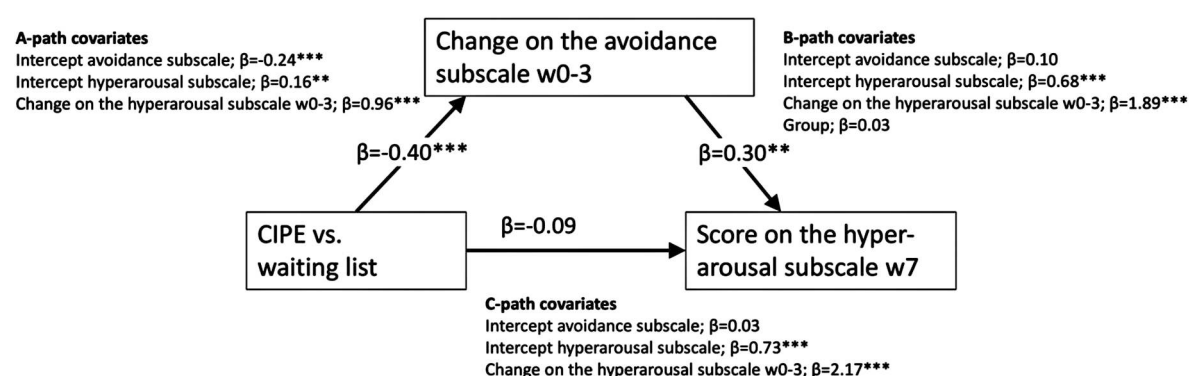 A-path covariates
Intercept avoidance subscale; β=-0.24***
Intercept hyperarousal subscale; β=0.16**
Change on the hyperarousal subscale w0-3; β=0.96***
Change on the avoidance
subscale w0-3
B-path covariates
Intercept avoidance subscale; β=0.10
Intercept hyperarousal subscale; β=0.68***
Change on the hyperarousal subscale w0-3; β=1.89***
Group; β=0.03
β=-0.40***
β=0.30**
CIPE vs.
waiting list
β=-0.09
Score on the hyper-
arousal subscale w7
C-path covariates
Intercept avoidance subscale; β=0.03
Intercept hyperarousal subscale; β=0.73***
Change on the hyperarousal subscale w0-3; β=2.17***